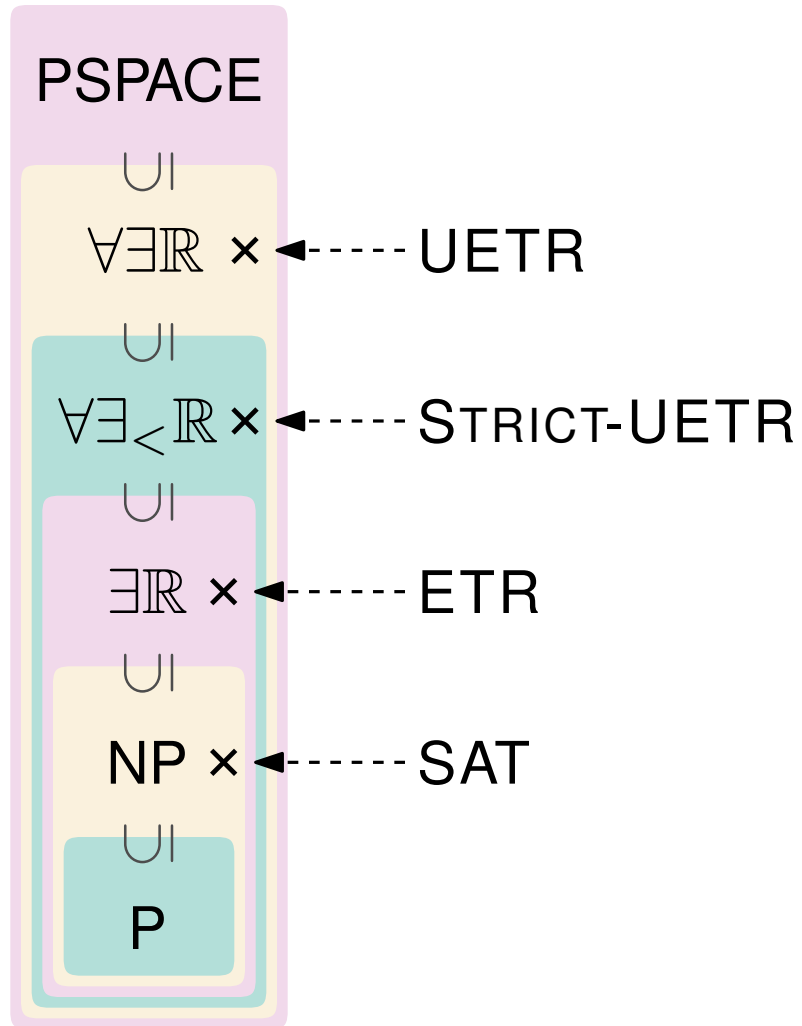 PSPACE
⊆
∀∃ℝ × UETR
⊆
∀∃<ℝ × STRICT-UETR
⊆
∃ℝ × ETR
⊆
NP × SAT
⊆
P